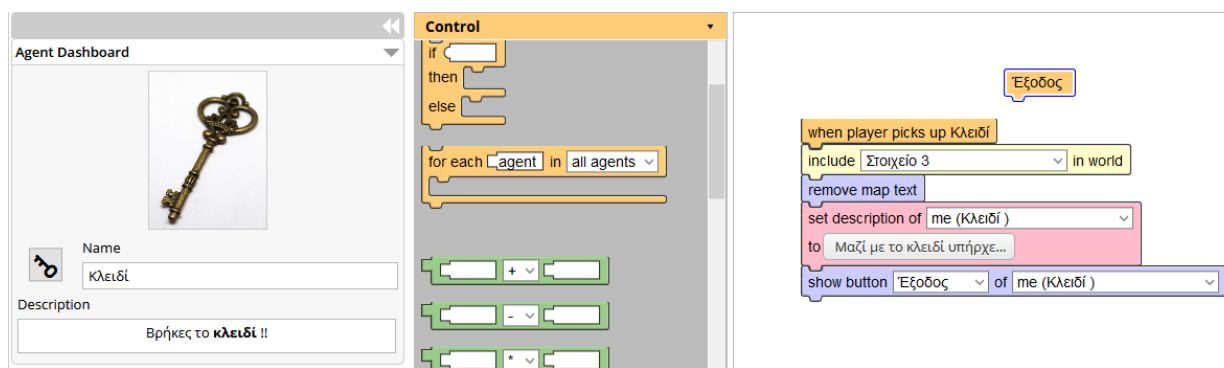 Agent Dashboard
Name
Κλειδί
Description
Βρήκες το κλειδί !!
Control
if
then
else
for each agent in all agents
+
-
*
Έξοδος
when player picks up Κλειδί
include Στοιχείο 3 in world
remove map text
set description of me (Κλειδί )
to Μαζί με το κλειδί υπήρχε...
show button Έξοδος of me (Κλειδί )